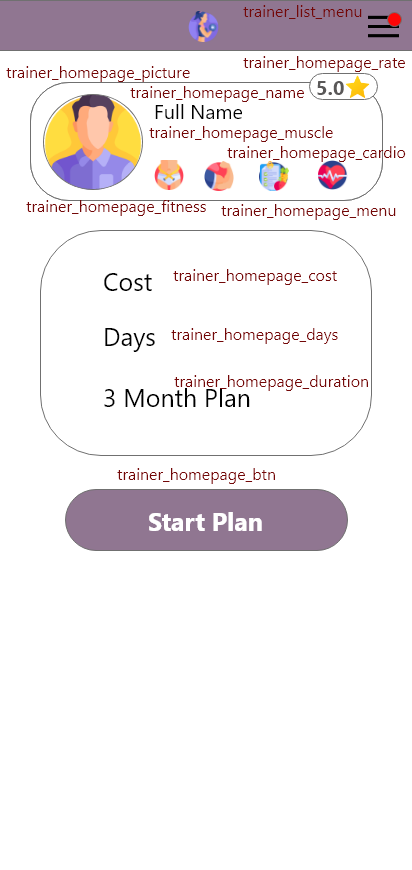 trainer_list_menu
trainer_homepage_rate
trainer_homepage_picture
5.0
trainer_homepage_name
Full Name
trainer_homepage_muscle
trainer_homepage_cardio
trainer_homepage_fitness
trainer_homepage_menu
Cost
trainer_homepage_cost
Days
trainer_homepage_days
trainer_homepage_duration
3 Month Plan
trainer_homepage_btn
Start Plan